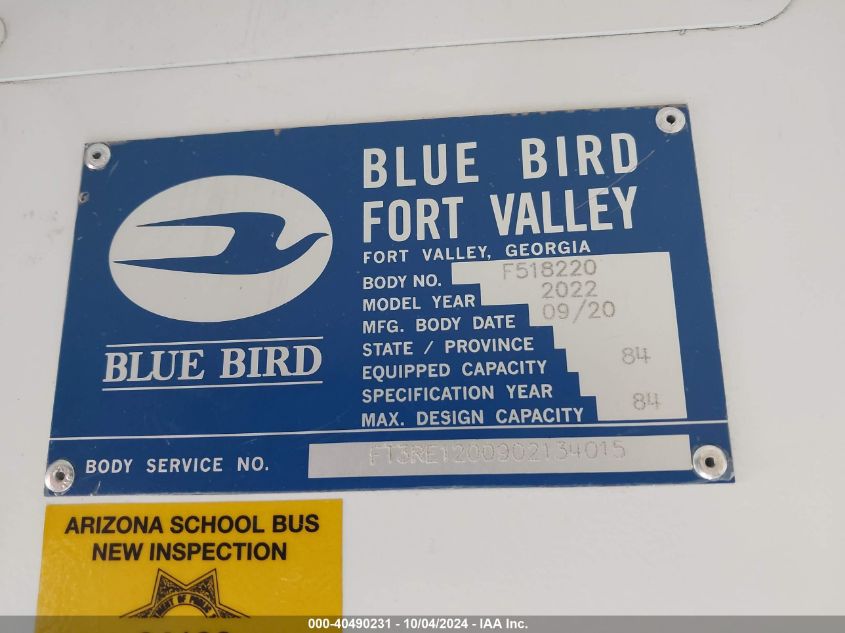 BLUE BIRD
FORT VALLEY
FORT VALLEY, GEORGIA
BODY NO. F518220
MODEL YEAR 2022
MFG. BODY DATE 09/20
STATE / PROVINCE
EQUIPPED CAPACITY 84
SPECIFICATION YEAR
MAX. DESIGN CAPACITY 84
BLUE BIRD
BODY SERVICE NO. FT3RE1200902134015
ARIZONA SCHOOL BUS
NEW INSPECTION
000-40490231 - 10/04/2024 - IAA Inc.